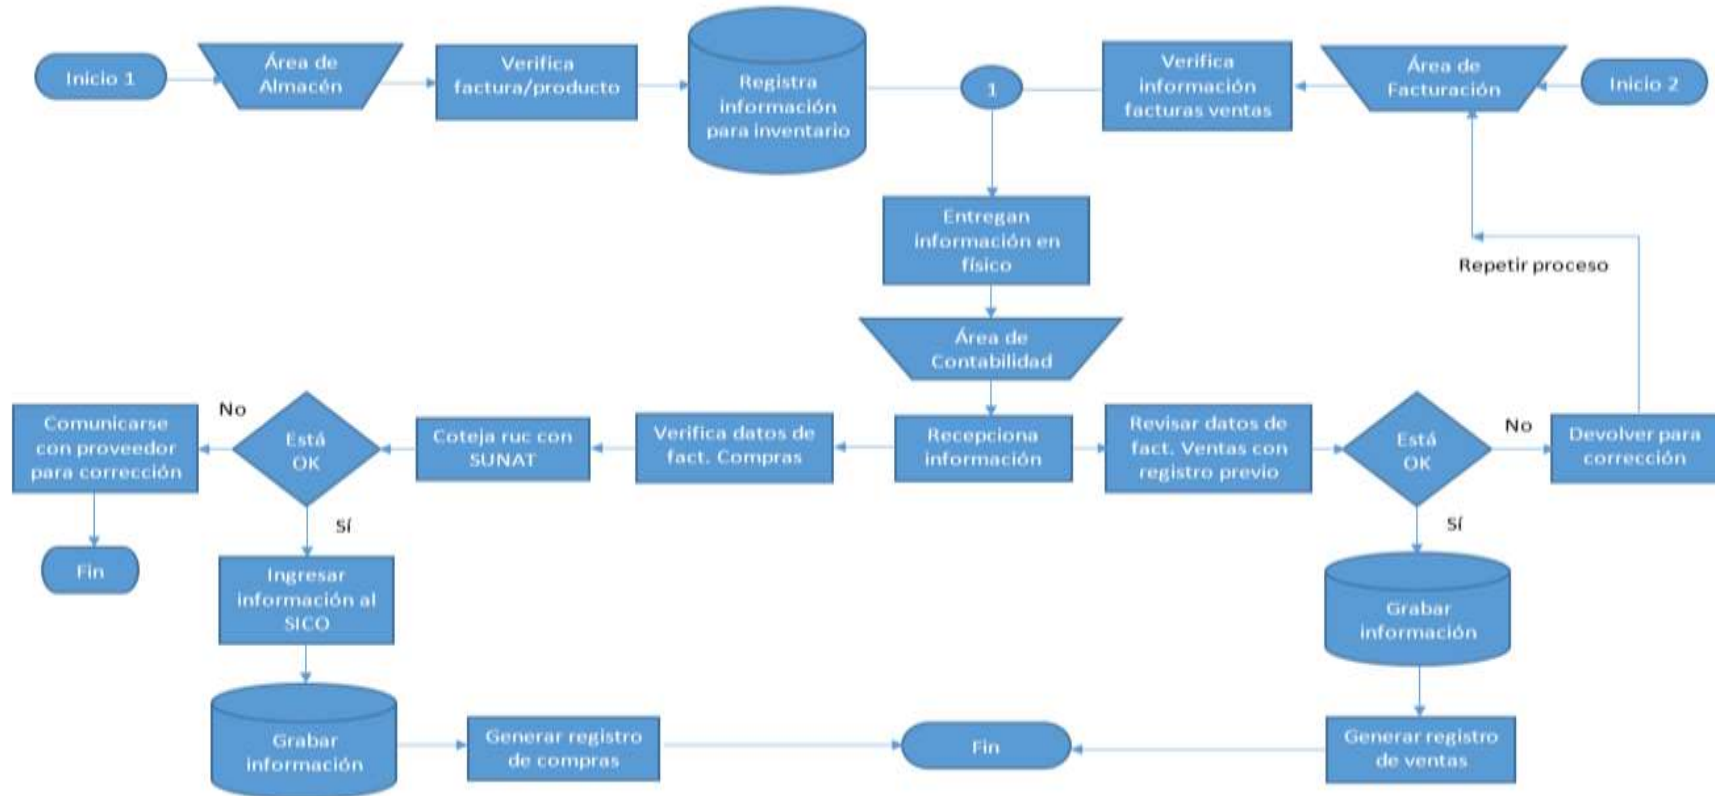 Inicio 1
Área de
Almacén
Verifica
factura/producto
Registra
información
para inventario
1
Verifica
información
facturas ventas
Área de
Facturación
Inicio 2
Entregan
información en
físico
Repetir proceso
Área de
Contabilidad
Comunicarse
con proveedor
para corrección
No
Está
OK
Coteja ruc con
SUNAT
Verifica datos de
fact. Compras
Recepciona
información
Revisar datos de
fact. Ventas con
registro previo
Está
OK
No
Devolver para
corrección
Sí
Sí
Fin
Ingresar
información al
SICO
Grabar
información
Grabar
información
Generar registro
de compras
Fin
Generar registro
de ventas